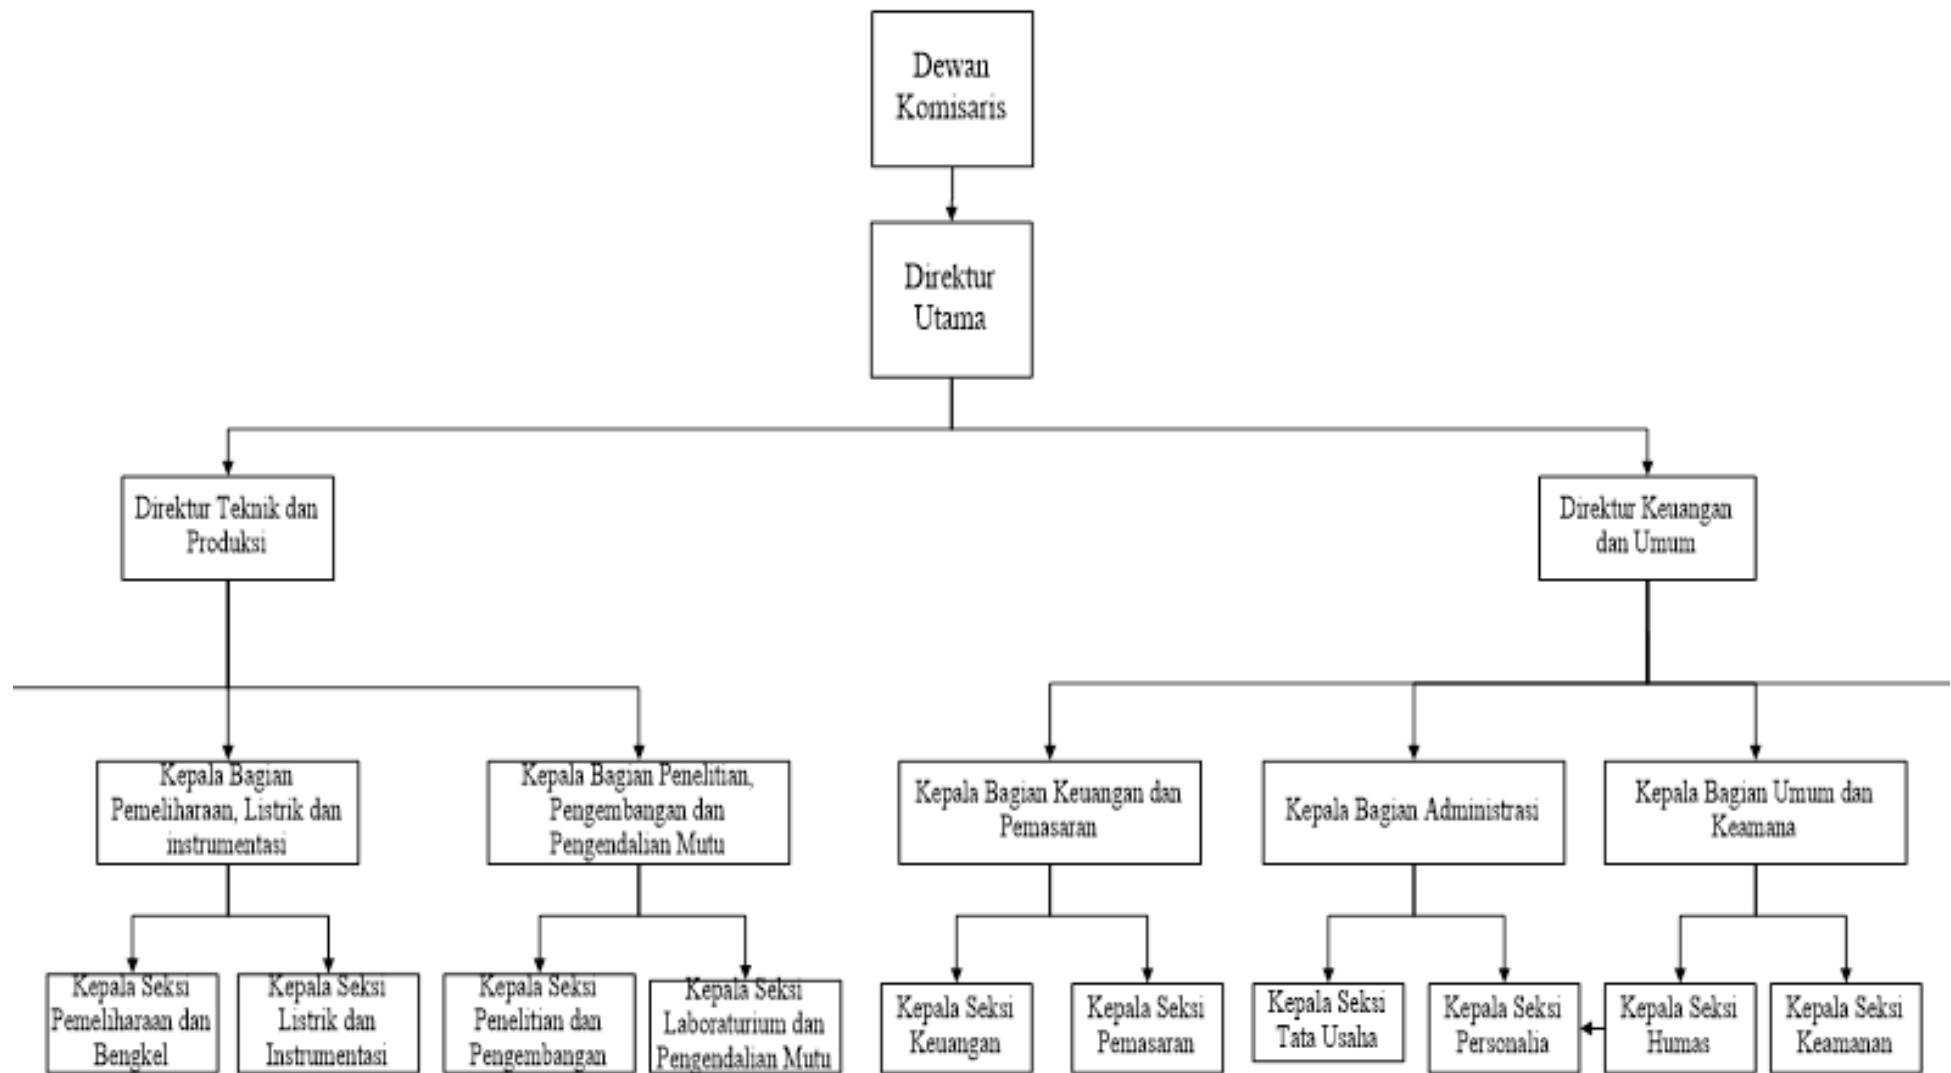 Dewan
Komisaris
Direktur
Utama
Direktur Teknik dan
Produksi
Direktur Keuangan
dan Umum
Kepala Bagian
Pemeliharaan, Listrik dan
instrumentasi
Kepala Bagian Penelitian,
Pengembangan dan
Pengendalian Mutu
Kepala Bagian Keuangan dan
Pemasaran
Kepala Bagian Administrasi
Kepala Bagian Umum dan
Keamana
Kepala Seksi
Pemeliharaan dan
Bengkel
Kepala Seksi
Listrik dan
Instrumentasi
Kepala Seksi
Penelitian dan
Pengembangan
Kepala Seksi
Laboraturium dan
Pengendalian Mutu
Kepala Seksi
Keuangan
Kepala Seksi
Pemasaran
Kepala Seksi
Tata Usaha
Kepala Seksi
Personalia
Kepala Seksi
Humas
Kepala Seksi
Keamanan